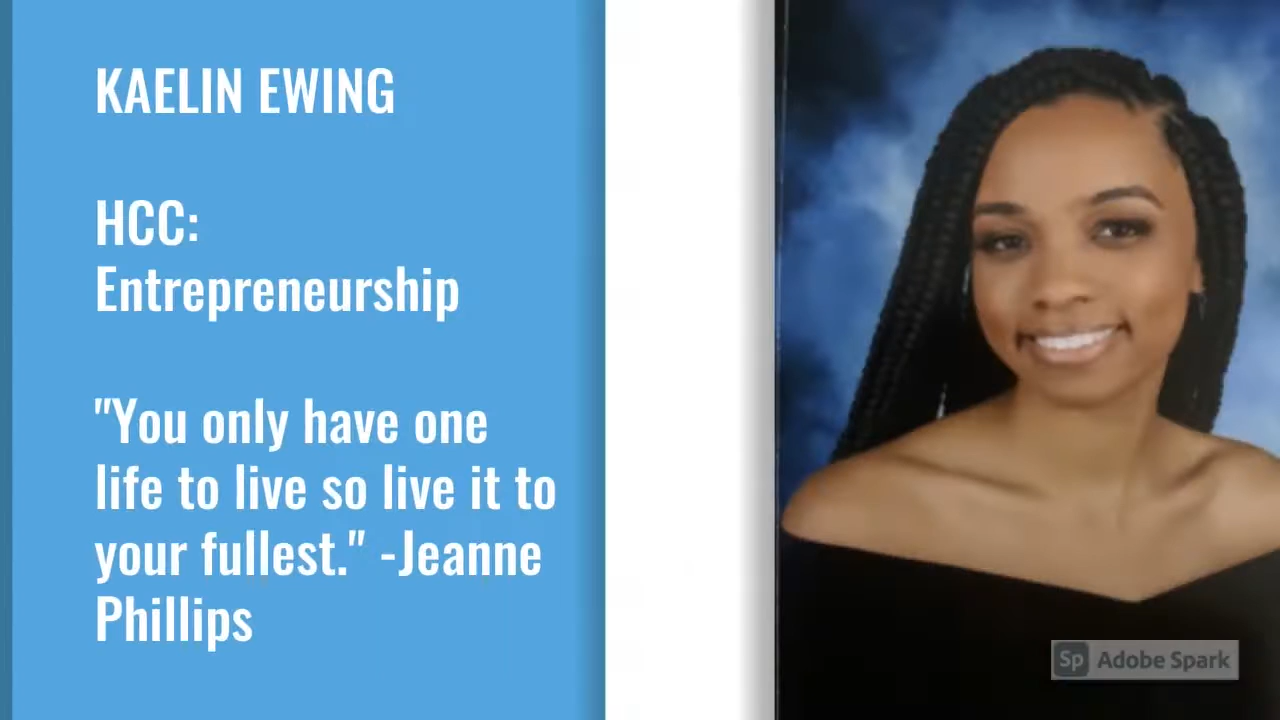 KAELIN EWING
HCC:
Entrepreneurship
"You only have one
life to live so live it to
your fullest." -Jeanne
Phillips
Sp Adobe Spark